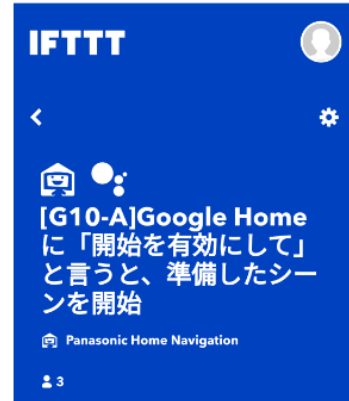 IFTTT
[G10-A]Google Home
に「開始を有効にして」
と言うと、準備したシー
ンを開始
Panasonic Home Navigation
3